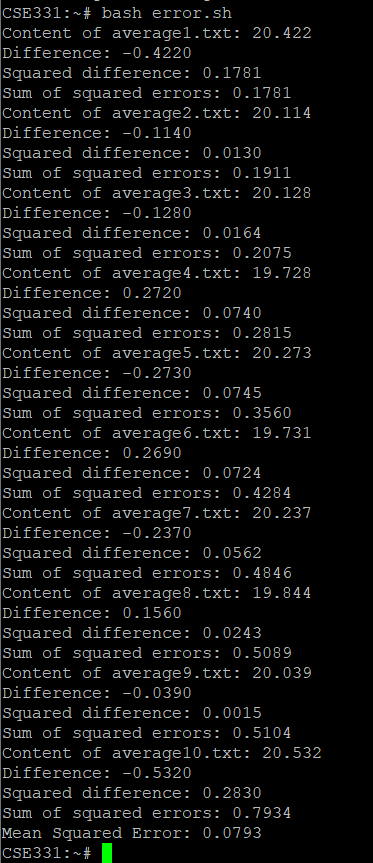 CSE331:~# bash error.sh
Content of average1.txt: 20.422
Difference: -0.4220
Squared difference: 0.1781
Sum of squared errors: 0.1781
Content of average2.txt: 20.114
Difference: -0.1140
Squared difference: 0.0130
Sum of squared errors: 0.1911
Content of average3.txt: 20.128
Difference: -0.1280
Squared difference: 0.0164
Sum of squared errors: 0.2075
Content of average4.txt: 19.728
Difference: 0.2720
Squared difference: 0.0740
Sum of squared errors: 0.2815
Content of average5.txt: 20.273
Difference: -0.2730
Squared difference: 0.0745
Sum of squared errors: 0.3560
Content of average6.txt: 19.731
Difference: 0.2690
Squared difference: 0.0724
Sum of squared errors: 0.4284
Content of average7.txt: 20.237
Difference: -0.2370
Squared difference: 0.0562
Sum of squared errors: 0.4846
Content of average8.txt: 19.844
Difference: 0.1560
Squared difference: 0.0243
Sum of squared errors: 0.5089
Content of average9.txt: 20.039
Difference: -0.0390
Squared difference: 0.0015
Sum of squared errors: 0.5104
Content of average10.txt: 20.532
Difference: -0.5320
Squared difference: 0.2830
Sum of squared errors: 0.7934
Mean Squared Error: 0.0793
CSE331:~#